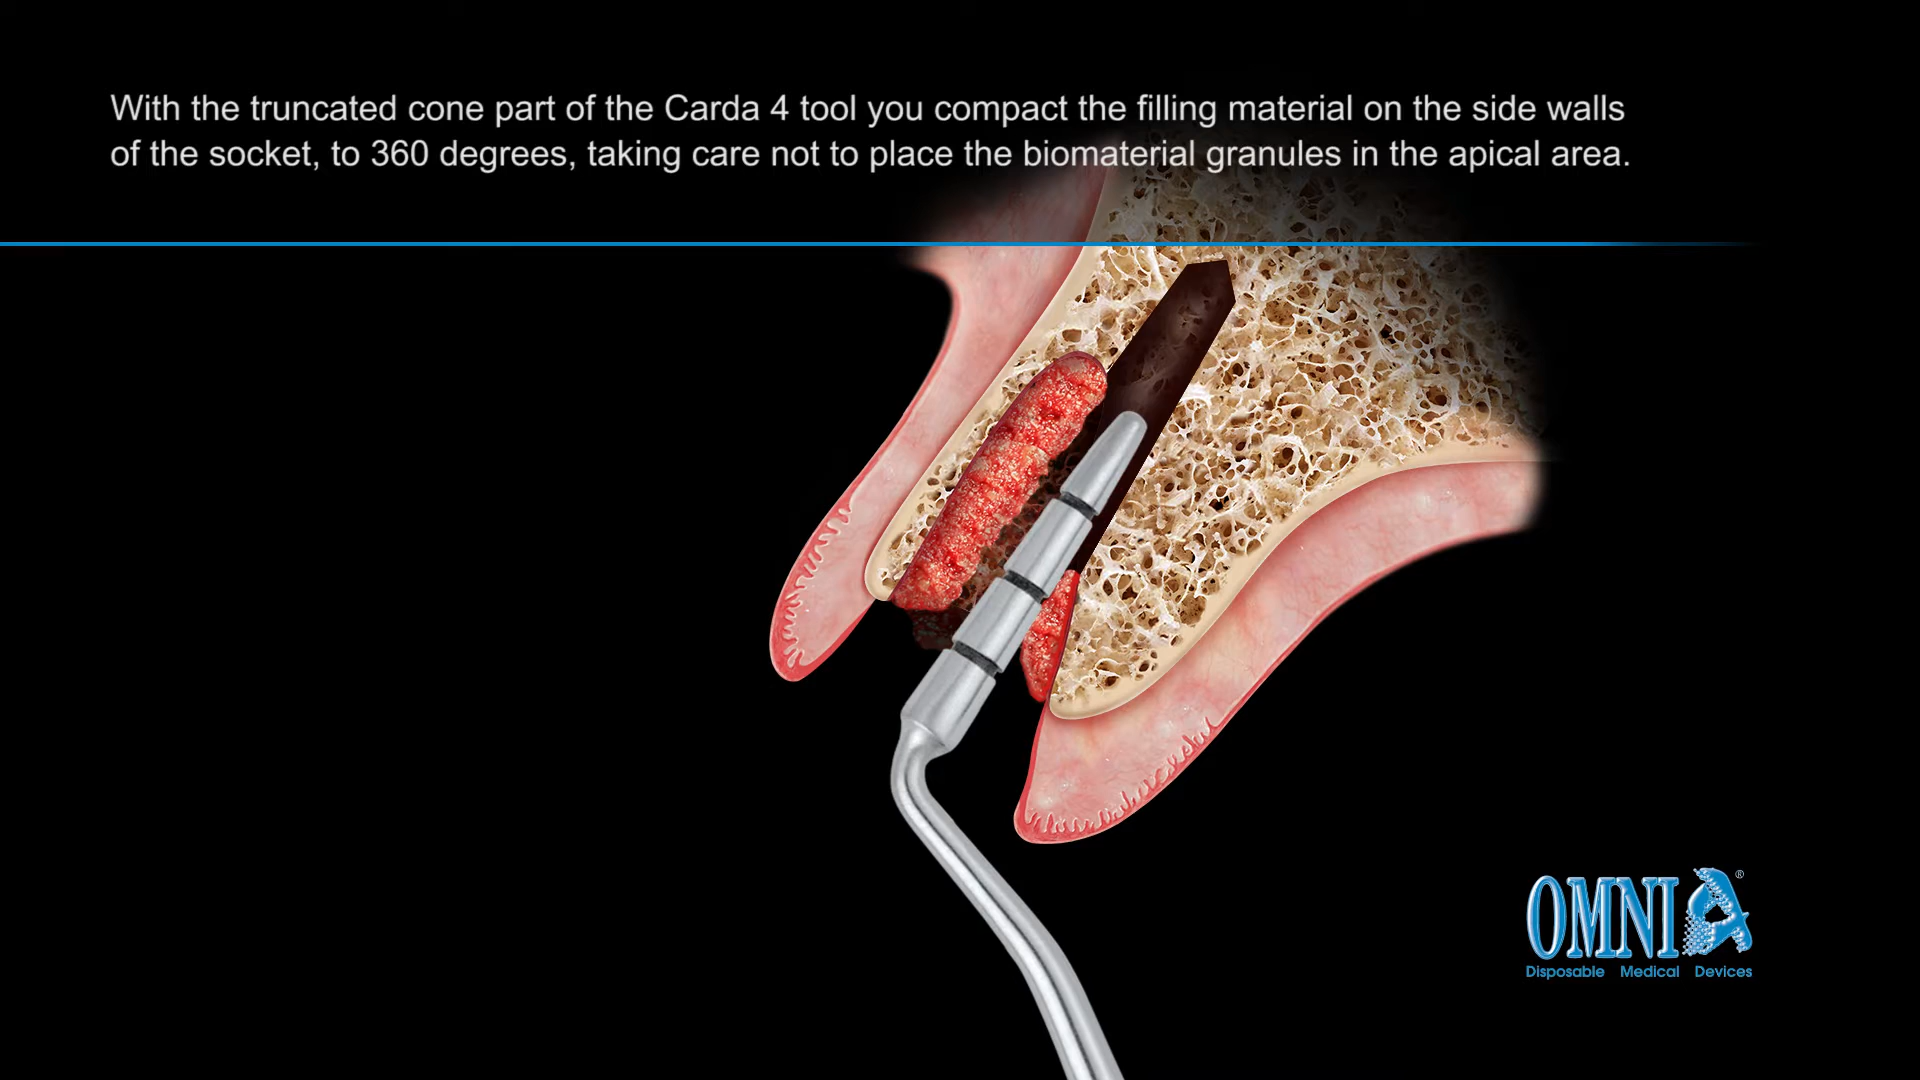 With the truncated cone part of the Carda 4 tool you compact the filling material on the side walls
of the socket, to 360 degrees, taking care not to place the biomaterial granules in the apical area.
OMNIA®
Disposable Medical Devices